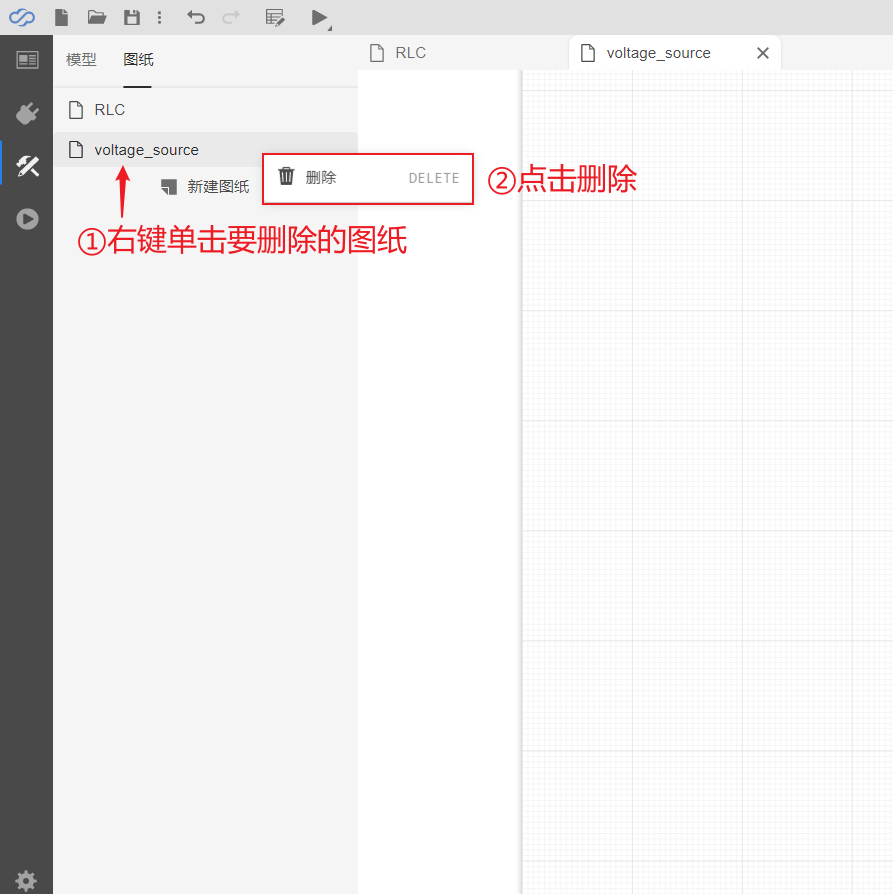 模型 图纸
RLC
voltage_source
RLC
voltage_source
新建图纸
删除 DELETE
②点击删除
①右键单击要删除的图纸